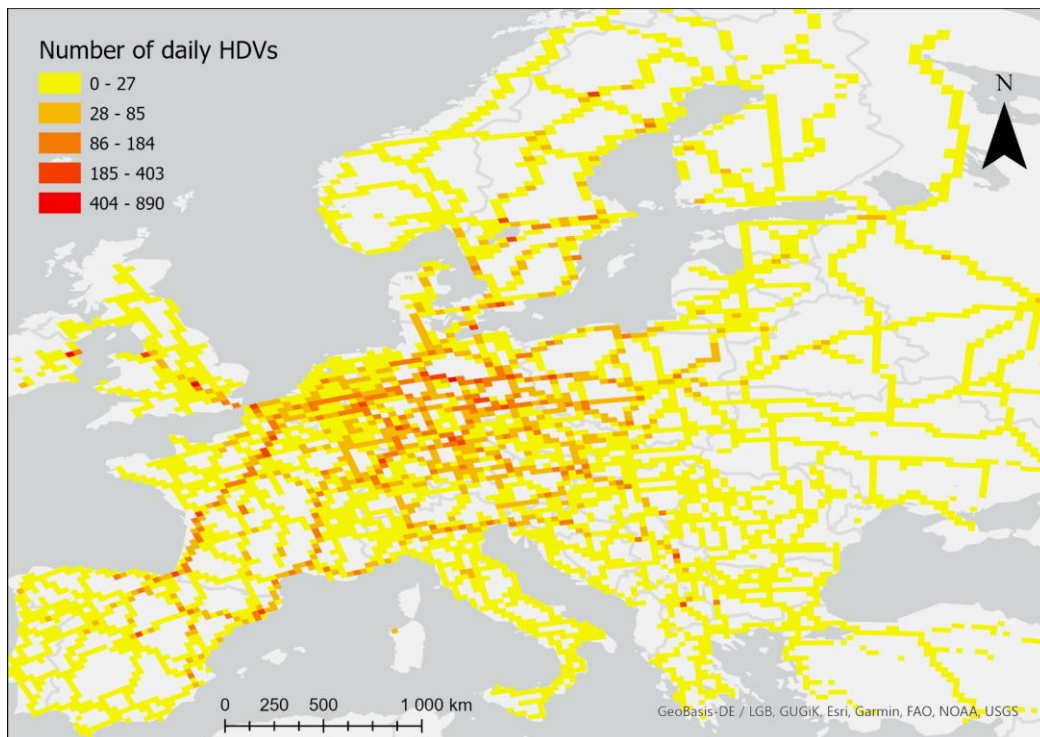 Number of daily HDVs
0 - 27
28 - 85
86 - 184
185 - 403
404 - 890
N
0 250 500 1 000 km
GeoBasis-DE / LGB, GUGiK, Esri, Garmin, FAO, NOAA, USGS